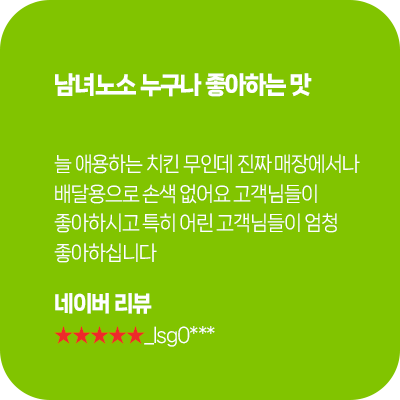 남녀노소 누구나 좋아하는 맛
늘 애용하는 치킨 무인데 진짜 매장에서나
배달용으로 손색 없어요 고객님들이
좋아하시고 특히 어린 고객님들이 엄청
좋아하십니다
네이버 리뷰
★★★★★_lsg0***